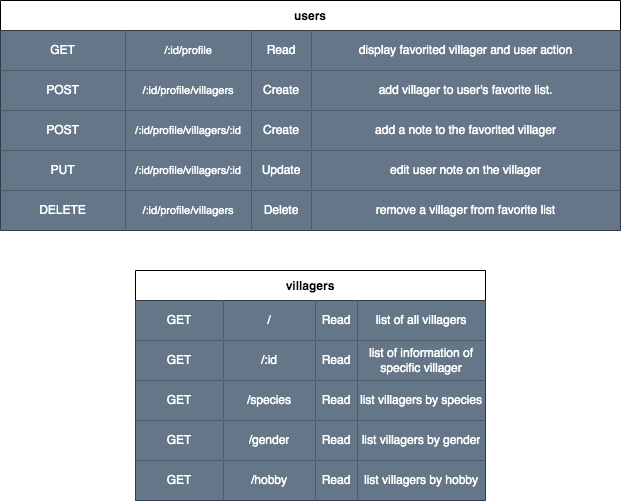 users
GET /:id/profile Read display favorited villager and user action
POST /:id/profile/villagers Create add villager to user's favorite list.
POST /:id/profile/villagers/:id Create add a note to the favorited villager
PUT /:id/profile/villagers/:id Update edit user note on the villager
DELETE /:id/profile/villagers Delete remove a villager from favorite list
villagers
GET / Read list of all villagers
GET /:id Read list of information of
specific villager
GET /species Read list villagers by species
GET /gender Read list villagers by gender
GET /hobby Read list villagers by hobby